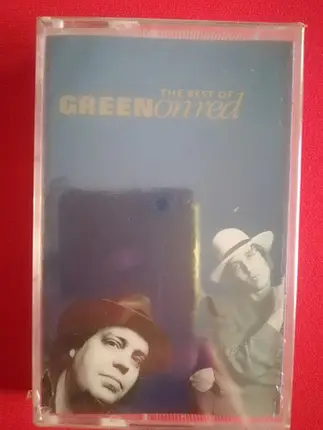 THE BEST OF
GREENonred